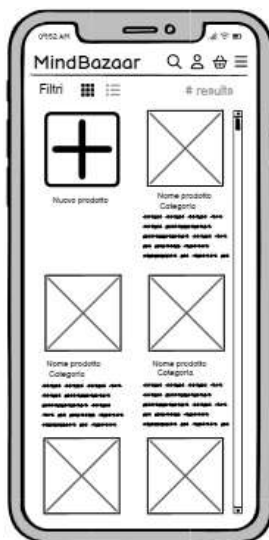 09:52 AM
MindBazaar
Filtri
# results
Nuovo prodotto
Nome prodotto
Categoria
Nome prodotto
Categoria
Nome prodotto
Categoria